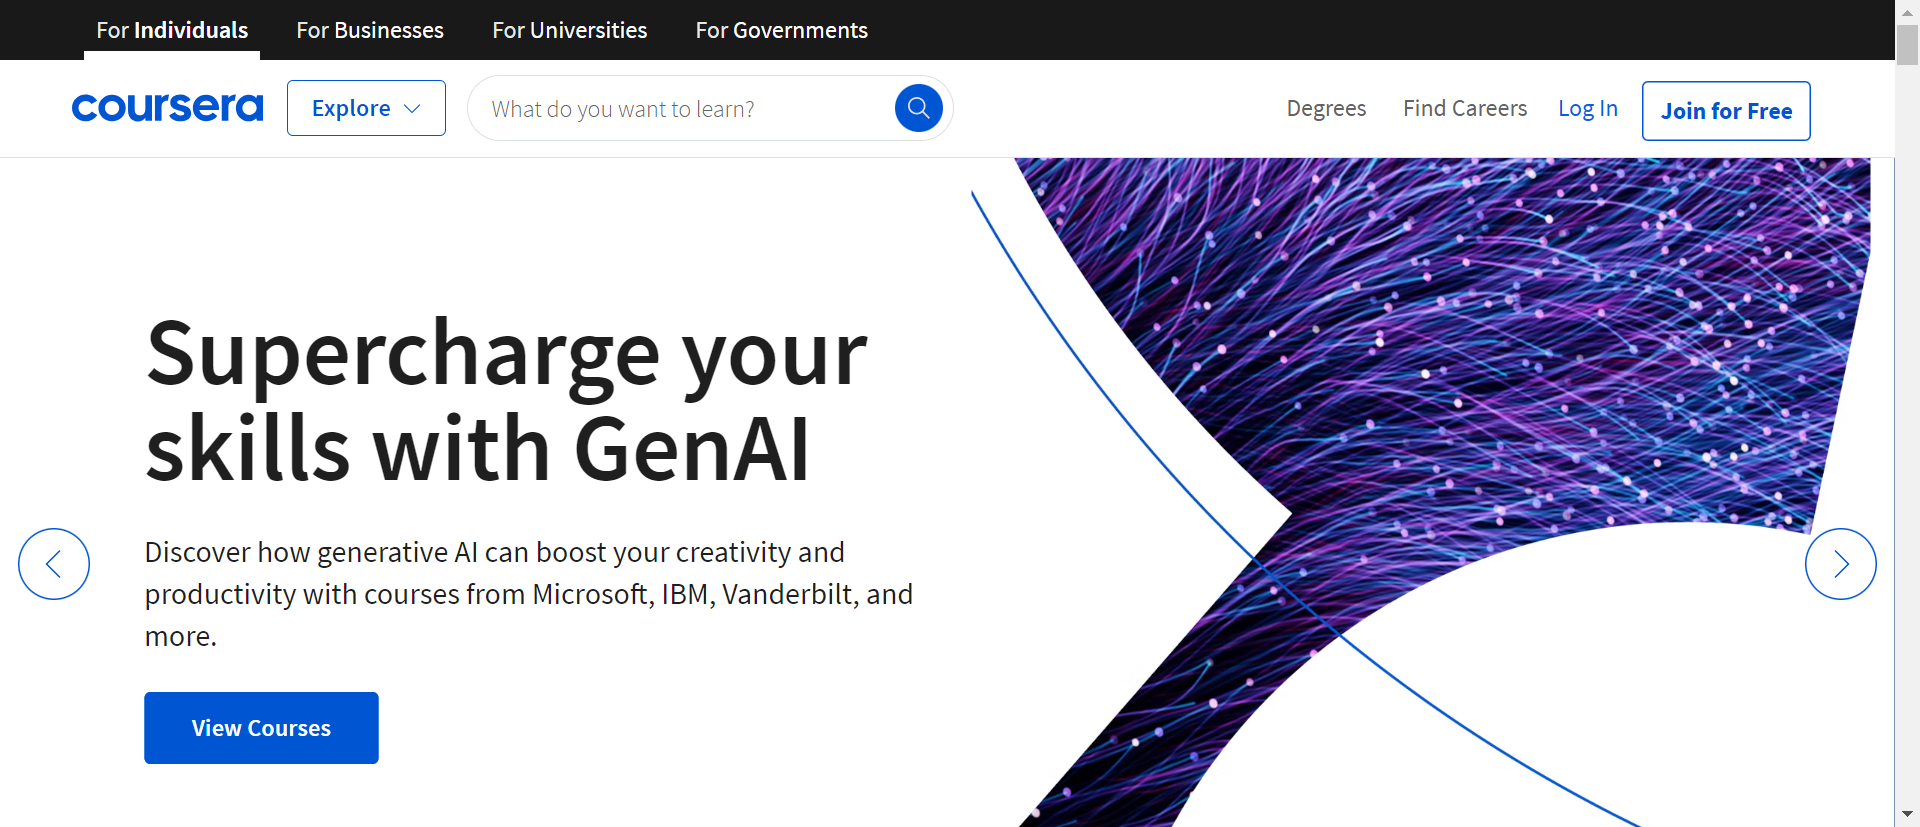 For Individuals For Businesses For Universities For Governments
coursera Explore What do you want to learn? Degrees Find Careers Log In Join for Free
Supercharge your
skills with GenAI
Discover how generative AI can boost your creativity and
productivity with courses from Microsoft, IBM, Vanderbilt, and
more.
View Courses